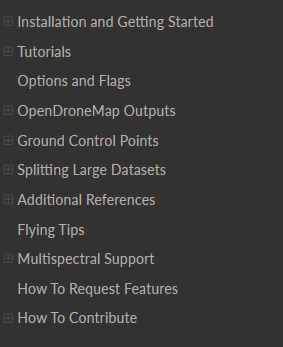 Installation and Getting Started
Tutorials
Options and Flags
OpenDroneMap Outputs
Ground Control Points
Splitting Large Datasets
Additional References
Flying Tips
Multispectral Support
How To Request Features
How To Contribute